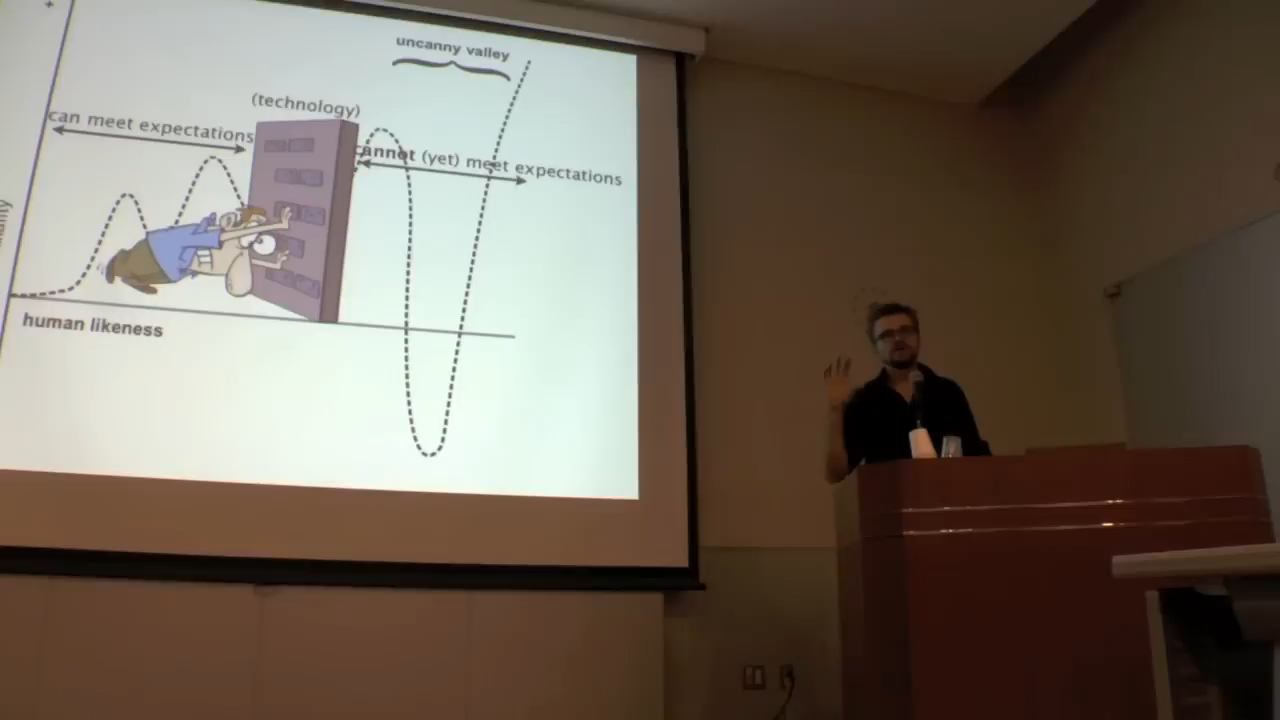 +
uncanny valley
(technology)
can meet expectations
cannot (yet) meet expectations
human likeness